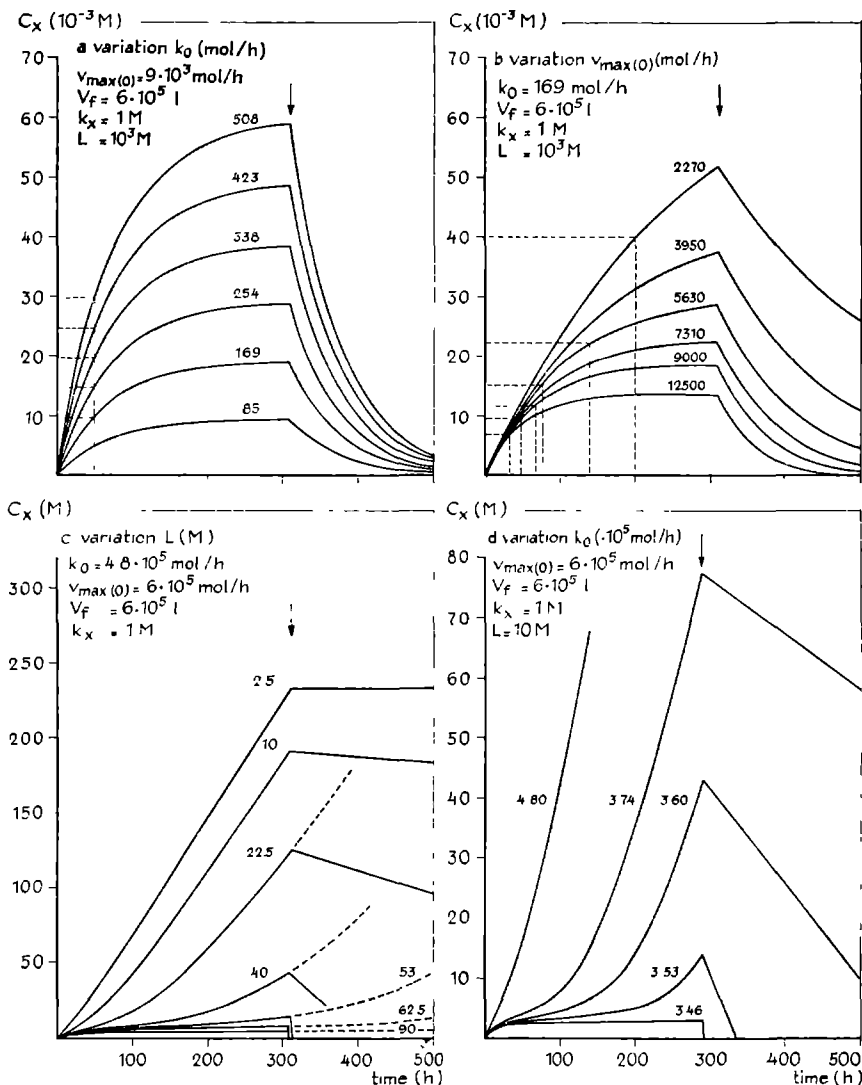 Cx (10⁻³ M)
a variation k₀ (mol/h)
vmax(0) = 9·10³ mol/h
Vf = 6·10⁵ l
kx = 1 M
L = 10³ M
70
60
50
40
30
20
10
508
423
338
254
169
85
200
400
Cx (10⁻³ M)
b variation vmax(0) (mol/h)
k₀ = 169 mol/h
Vf = 6·10⁵ l
kx = 1 M
L = 10³ M
50
40
30
20
10
2270
3950
5630
7310
9000
12500
200
400
Cx (M)
c variation L (M)
k₀ = 4 8·10⁵ mol/h
vmax(0) = 6·10⁵ mol/h
Vf = 6·10⁵ l
kx = 1 M
300
250
200
150
100
50
2 5
10
22.5
40
53
62.5
90
100
200
300
400
500
time (h)
Cx (M)
d variation k₀ (·10⁵ mol/h)
vmax(0) = 6·10⁵ mol/h
Vf = 6·10⁵ l
kx = 1 M
L = 10 M
80
70
60
50
40
30
20
10
4 80
3 74
3 60
3 53
3 46
100
200
300
400
500
time (h)